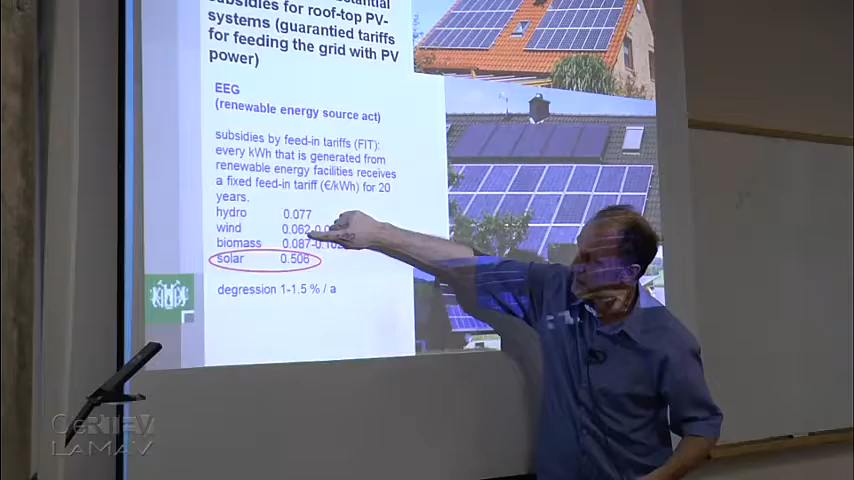 subsidies for roof-top PV-
systems (guarantied tariffs
for feeding the grid with PV
power)
EEG
(renewable energy source act)
subsidies by feed-in tariffs (FIT):
every kWh that is generated from
renewable energy facilities receives
a fixed feed-in tariff (€/kWh) for 20
years.
hydro 0.077
wind 0.062
biomass 0.087-0.102
solar 0.506
degression 1-1.5 % / a
CeRTEV
LAMAV